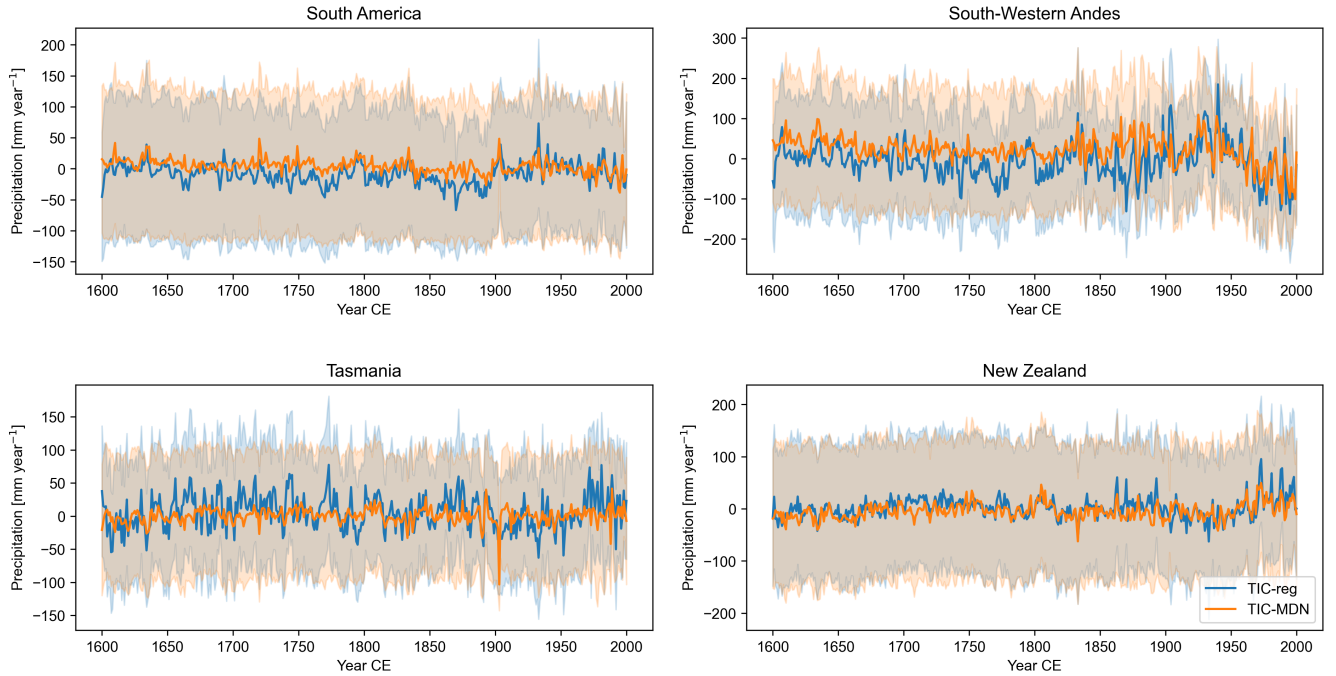 South America
Precipitation [mm year⁻¹]
200
150
100
50
0
−50
−100
−150
1600 1650 1700 1750 1800 1850 1900 1950 2000
Year CE
South-Western Andes
Precipitation [mm year⁻¹]
300
200
100
0
−100
−200
1600 1650 1700 1750 1800 1850 1900 1950 2000
Year CE
Tasmania
Precipitation [mm year⁻¹]
150
100
50
0
−50
−100
−150
1600 1650 1700 1750 1800 1850 1900 1950 2000
Year CE
New Zealand
Precipitation [mm year⁻¹]
200
100
0
−100
−200
TIC-reg
TIC-MDN
1600 1650 1700 1750 1800 1850 1900 1950 2000
Year CE